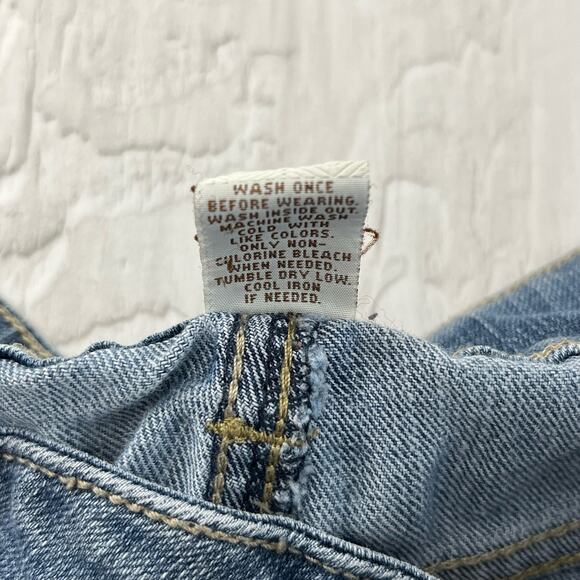 WASH ONCE
BEFORE WEARING.
WASH INSIDE OUT.
MACHINE WASH
COLD WITH
LIKE COLORS.
ONLY NON-
CHLORINE BLEACH
WHEN NEEDED.
TUMBLE DRY LOW.
COOL IRON
IF NEEDED.